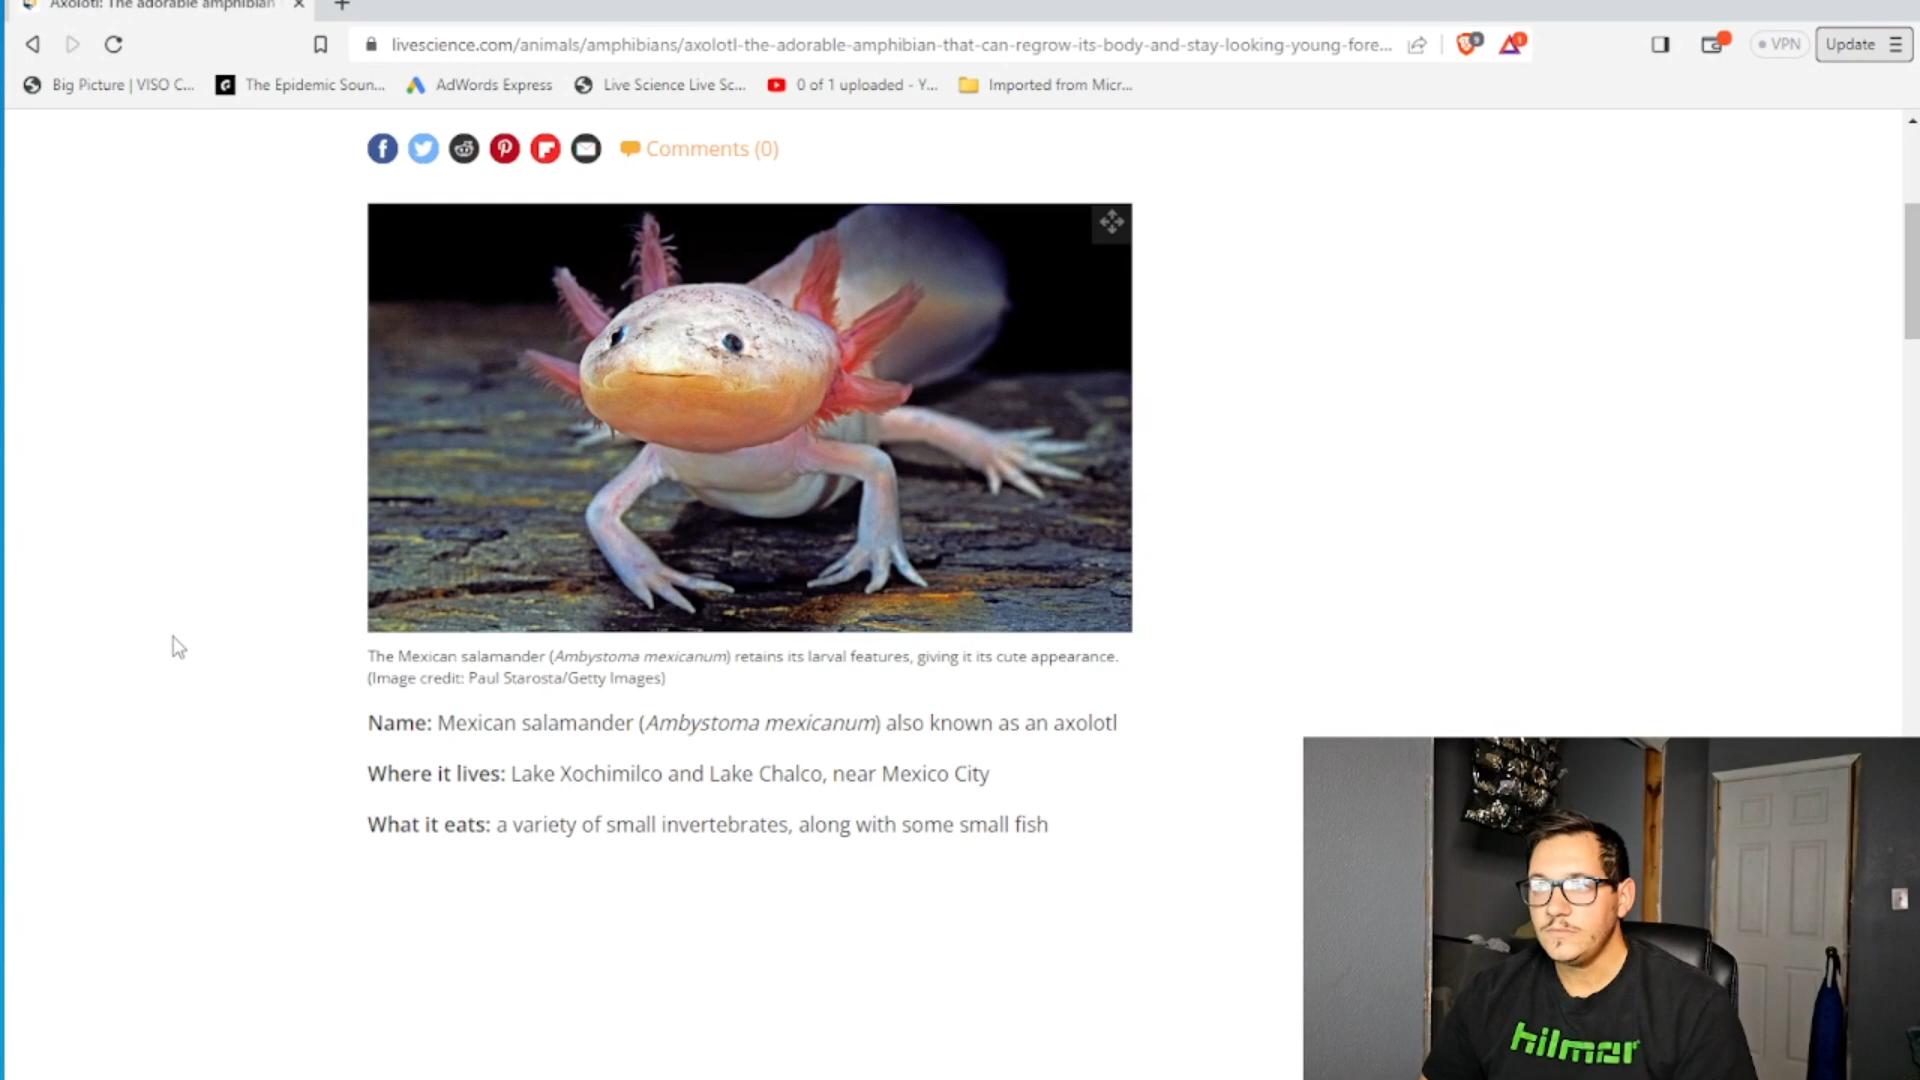 Axolotl: The adorable amphibian
livescience.com/animals/amphibians/axolotl-the-adorable-amphibian-that-can-regrow-its-body-and-stay-looking-young-fore...
9
1
VPN
Update
Big Picture | VISO C...
The Epidemic Soun...
AdWords Express
Live Science Live Sc...
0 of 1 uploaded - Y...
Imported from Micr...
Comments (0)
The Mexican salamander (Ambystoma mexicanum) retains its larval features, giving it its cute appearance.
(Image credit: Paul Starosta/Getty Images)
Name: Mexican salamander (Ambystoma mexicanum) also known as an axolotl
Where it lives: Lake Xochimilco and Lake Chalco, near Mexico City
What it eats: a variety of small invertebrates, along with some small fish
hilmar